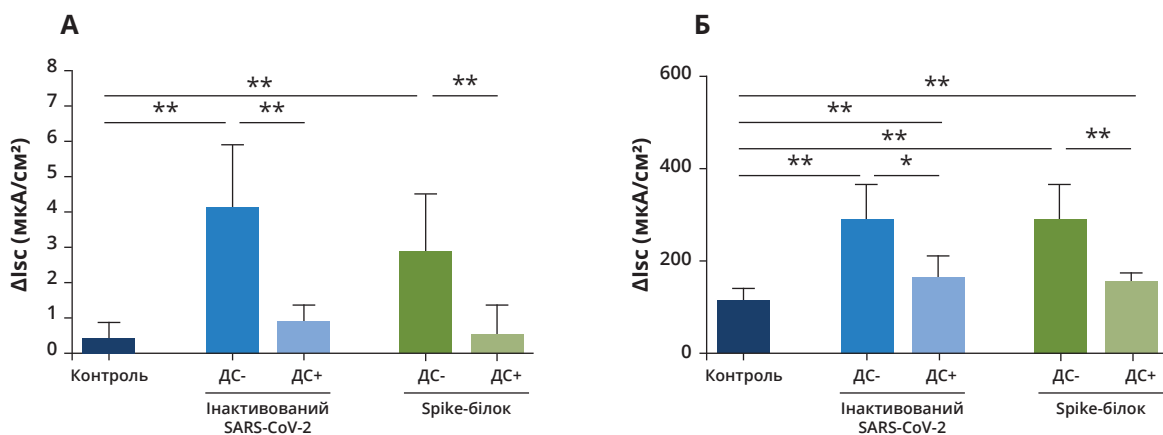 А
ΔIsc (мкА/см²)
8
7
6
5
4
3
2
1
0
**
**
**
**
Контроль
ДС-
ДС+
ДС-
ДС+
Інактивований
SARS-CoV-2
Spike-білок
Б
ΔIsc (мкА/см²)
600
400
200
0
**
**
**
**
**
*
Контроль
ДС-
ДС+
ДС-
ДС+
Інактивований
SARS-CoV-2
Spike-білок